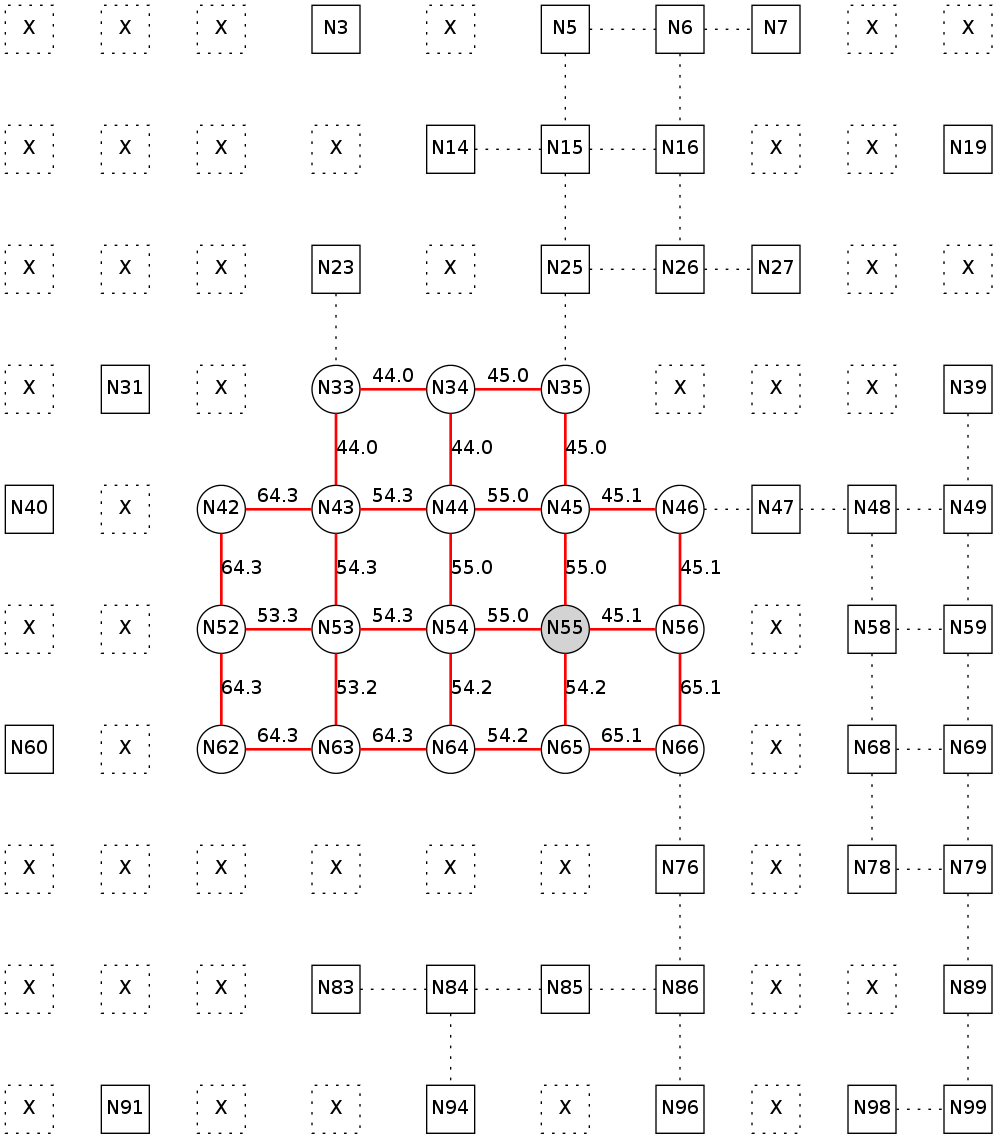 X X X N3 X N5 N6 N7 X X
X X X X N14 N15 N16 X X N19
X X X N23 X N25 N26 N27 X X
44.0 45.0
X N31 X N33 N34 N35 X X X N39
44.0 44.0 45.0
64.3 54.3 55.0 45.1
N40 X N42 N43 N44 N45 N46 N47 N48 N49
64.3 54.3 55.0 55.0 45.1
53.3 54.3 55.0 45.1
X X N52 N53 N54 N55 N56 X N58 N59
64.3 53.2 54.2 54.2 65.1
64.3 64.3 54.2 65.1
N60 X N62 N63 N64 N65 N66 X N68 N69
X X X X X X N76 X N78 N79
X X X N83 N84 N85 N86 X X N89
X N91 X X N94 X N96 X N98 N99